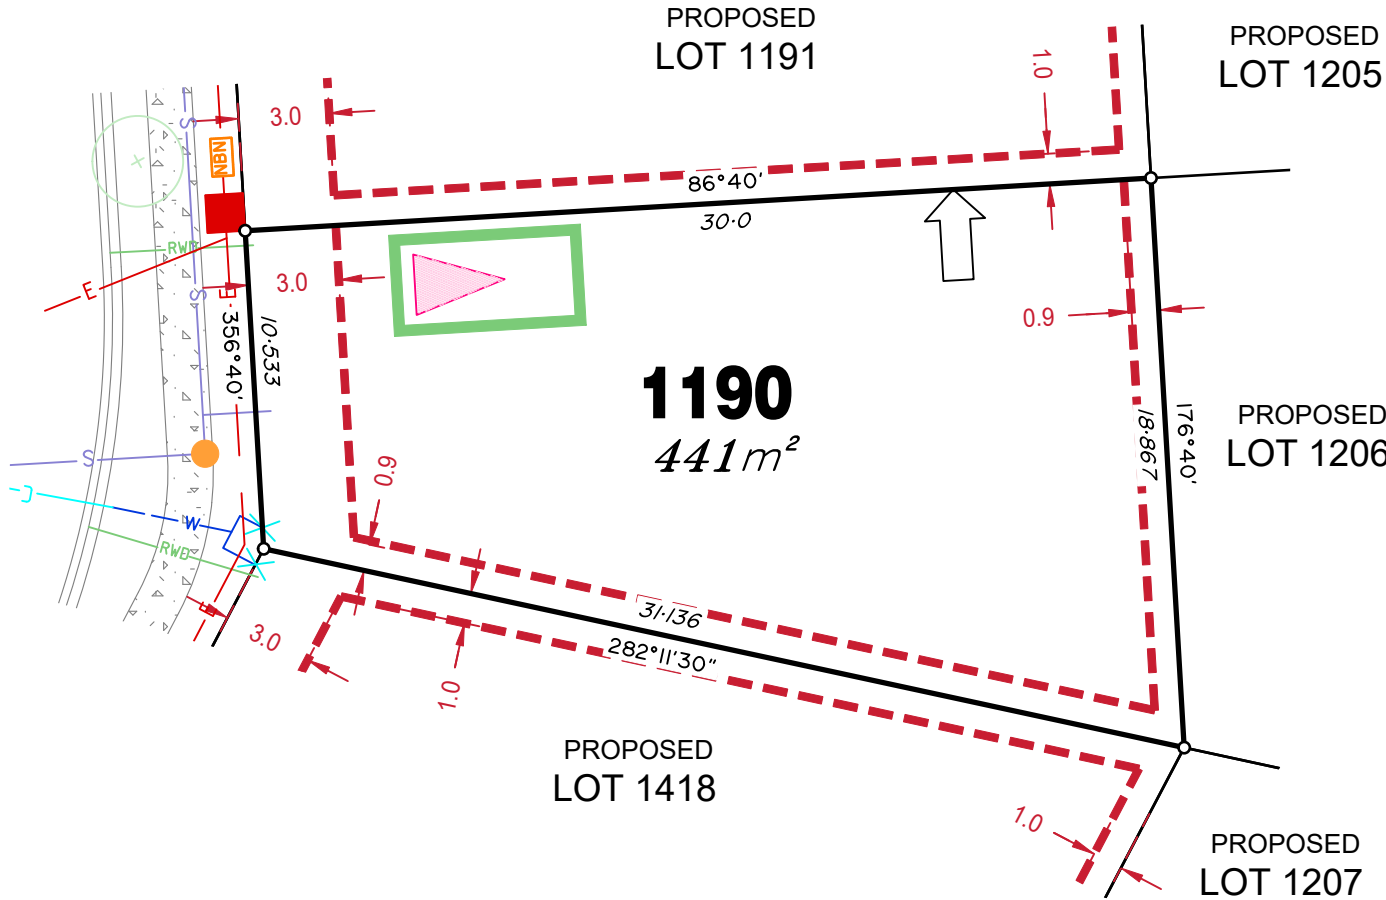 PROPOSED
LOT 1191
PROPOSED
LOT 1205
1.0
3.0
S
NBN
86°40'
30·0
RWD
E
S
3.0
E
0.9
356°40'
10·533
1190
441m²
176°40'
18·867
PROPOSED
LOT 1206
0.9
S
W
RWD
E
3.0
31·136
282°11'30"
1.0
PROPOSED
LOT 1418
1.0
PROPOSED
LOT 1207